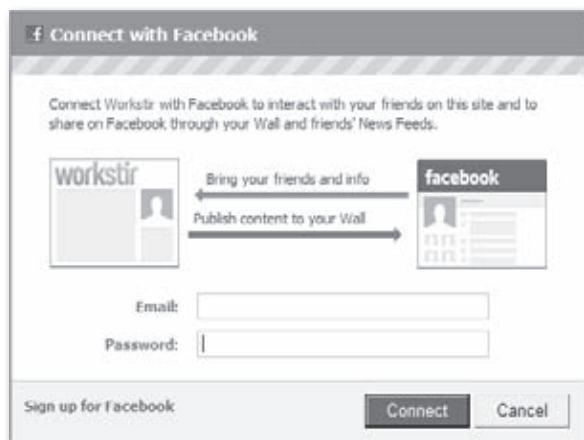 f Connect with Facebook
Connect Workstir with Facebook to interact with your friends on this site and to
share on Facebook through your Wall and friends' News Feeds.
workstir
Bring your friends and info
facebook
Publish content to your Wall
Email:
Password:
Sign up for Facebook
Connect
Cancel